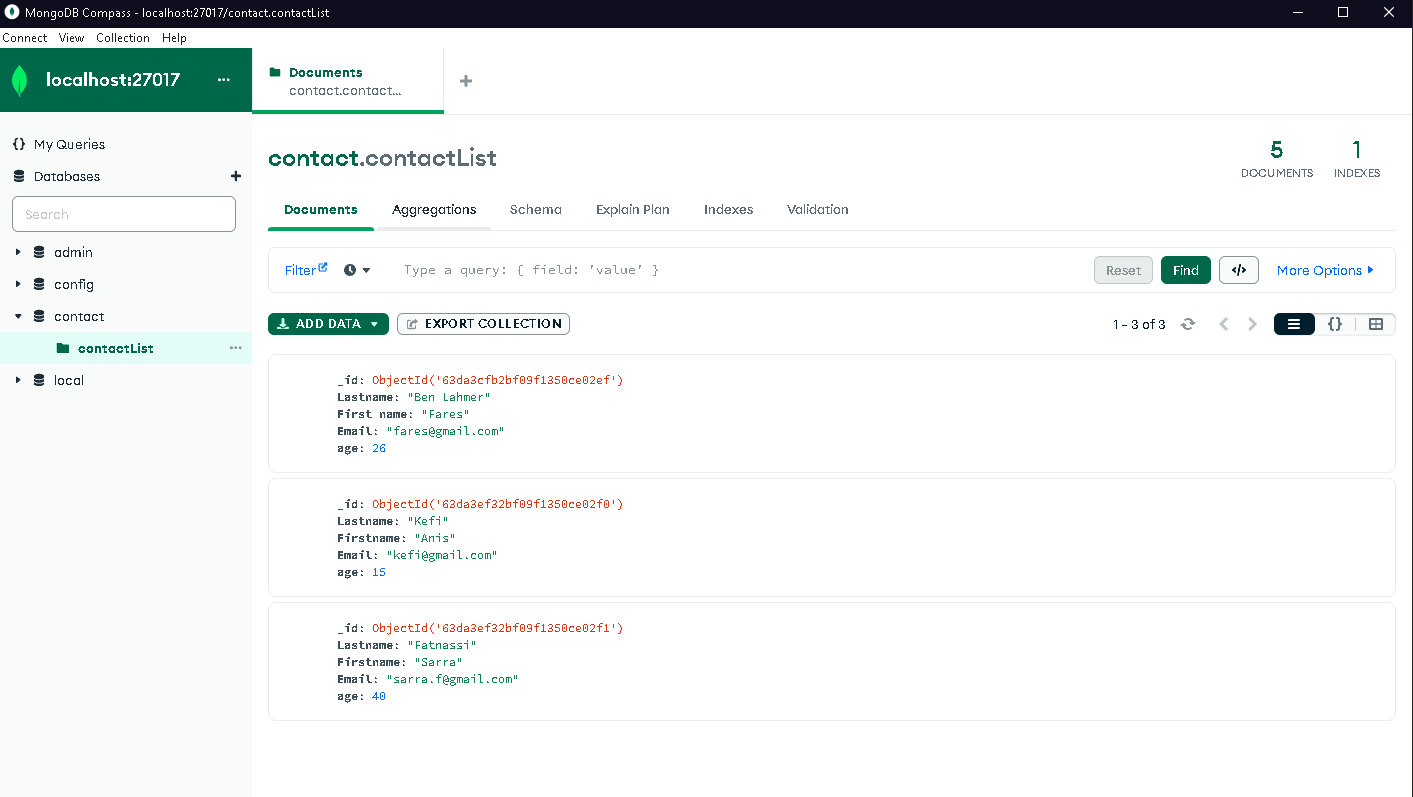 MongoDB Compass - localhost:27017/contact.contactList
Connect View Collection Help
localhost:27017 ...
Documents
contact.contact...
+
{} My Queries
Databases +
Search
admin
config
contact
contactList ...
local
contact.contactList
5
DOCUMENTS
1
INDEXES
Documents Aggregations Schema Explain Plan Indexes Validation
Filter Type a query: { field: 'value' } Reset Find </> More Options
ADD DATA EXPORT COLLECTION 1 - 3 of 3 {}
_id: ObjectId('63da3cfb2bf09f1350ce02ef')
Lastname: "Ben Lahmer"
First name: "Fares"
Email: "fares@gmail.com"
age: 26
_id: ObjectId('63da3ef32bf09f1350ce02f0')
Lastname: "Kefi"
Firstname: "Anis"
Email: "kefi@gmail.com"
age: 15
_id: ObjectId('63da3ef32bf09f1350ce02f1')
Lastname: "Fatnassi"
Firstname: "Sarra"
Email: "sarra.f@gmail.com"
age: 40